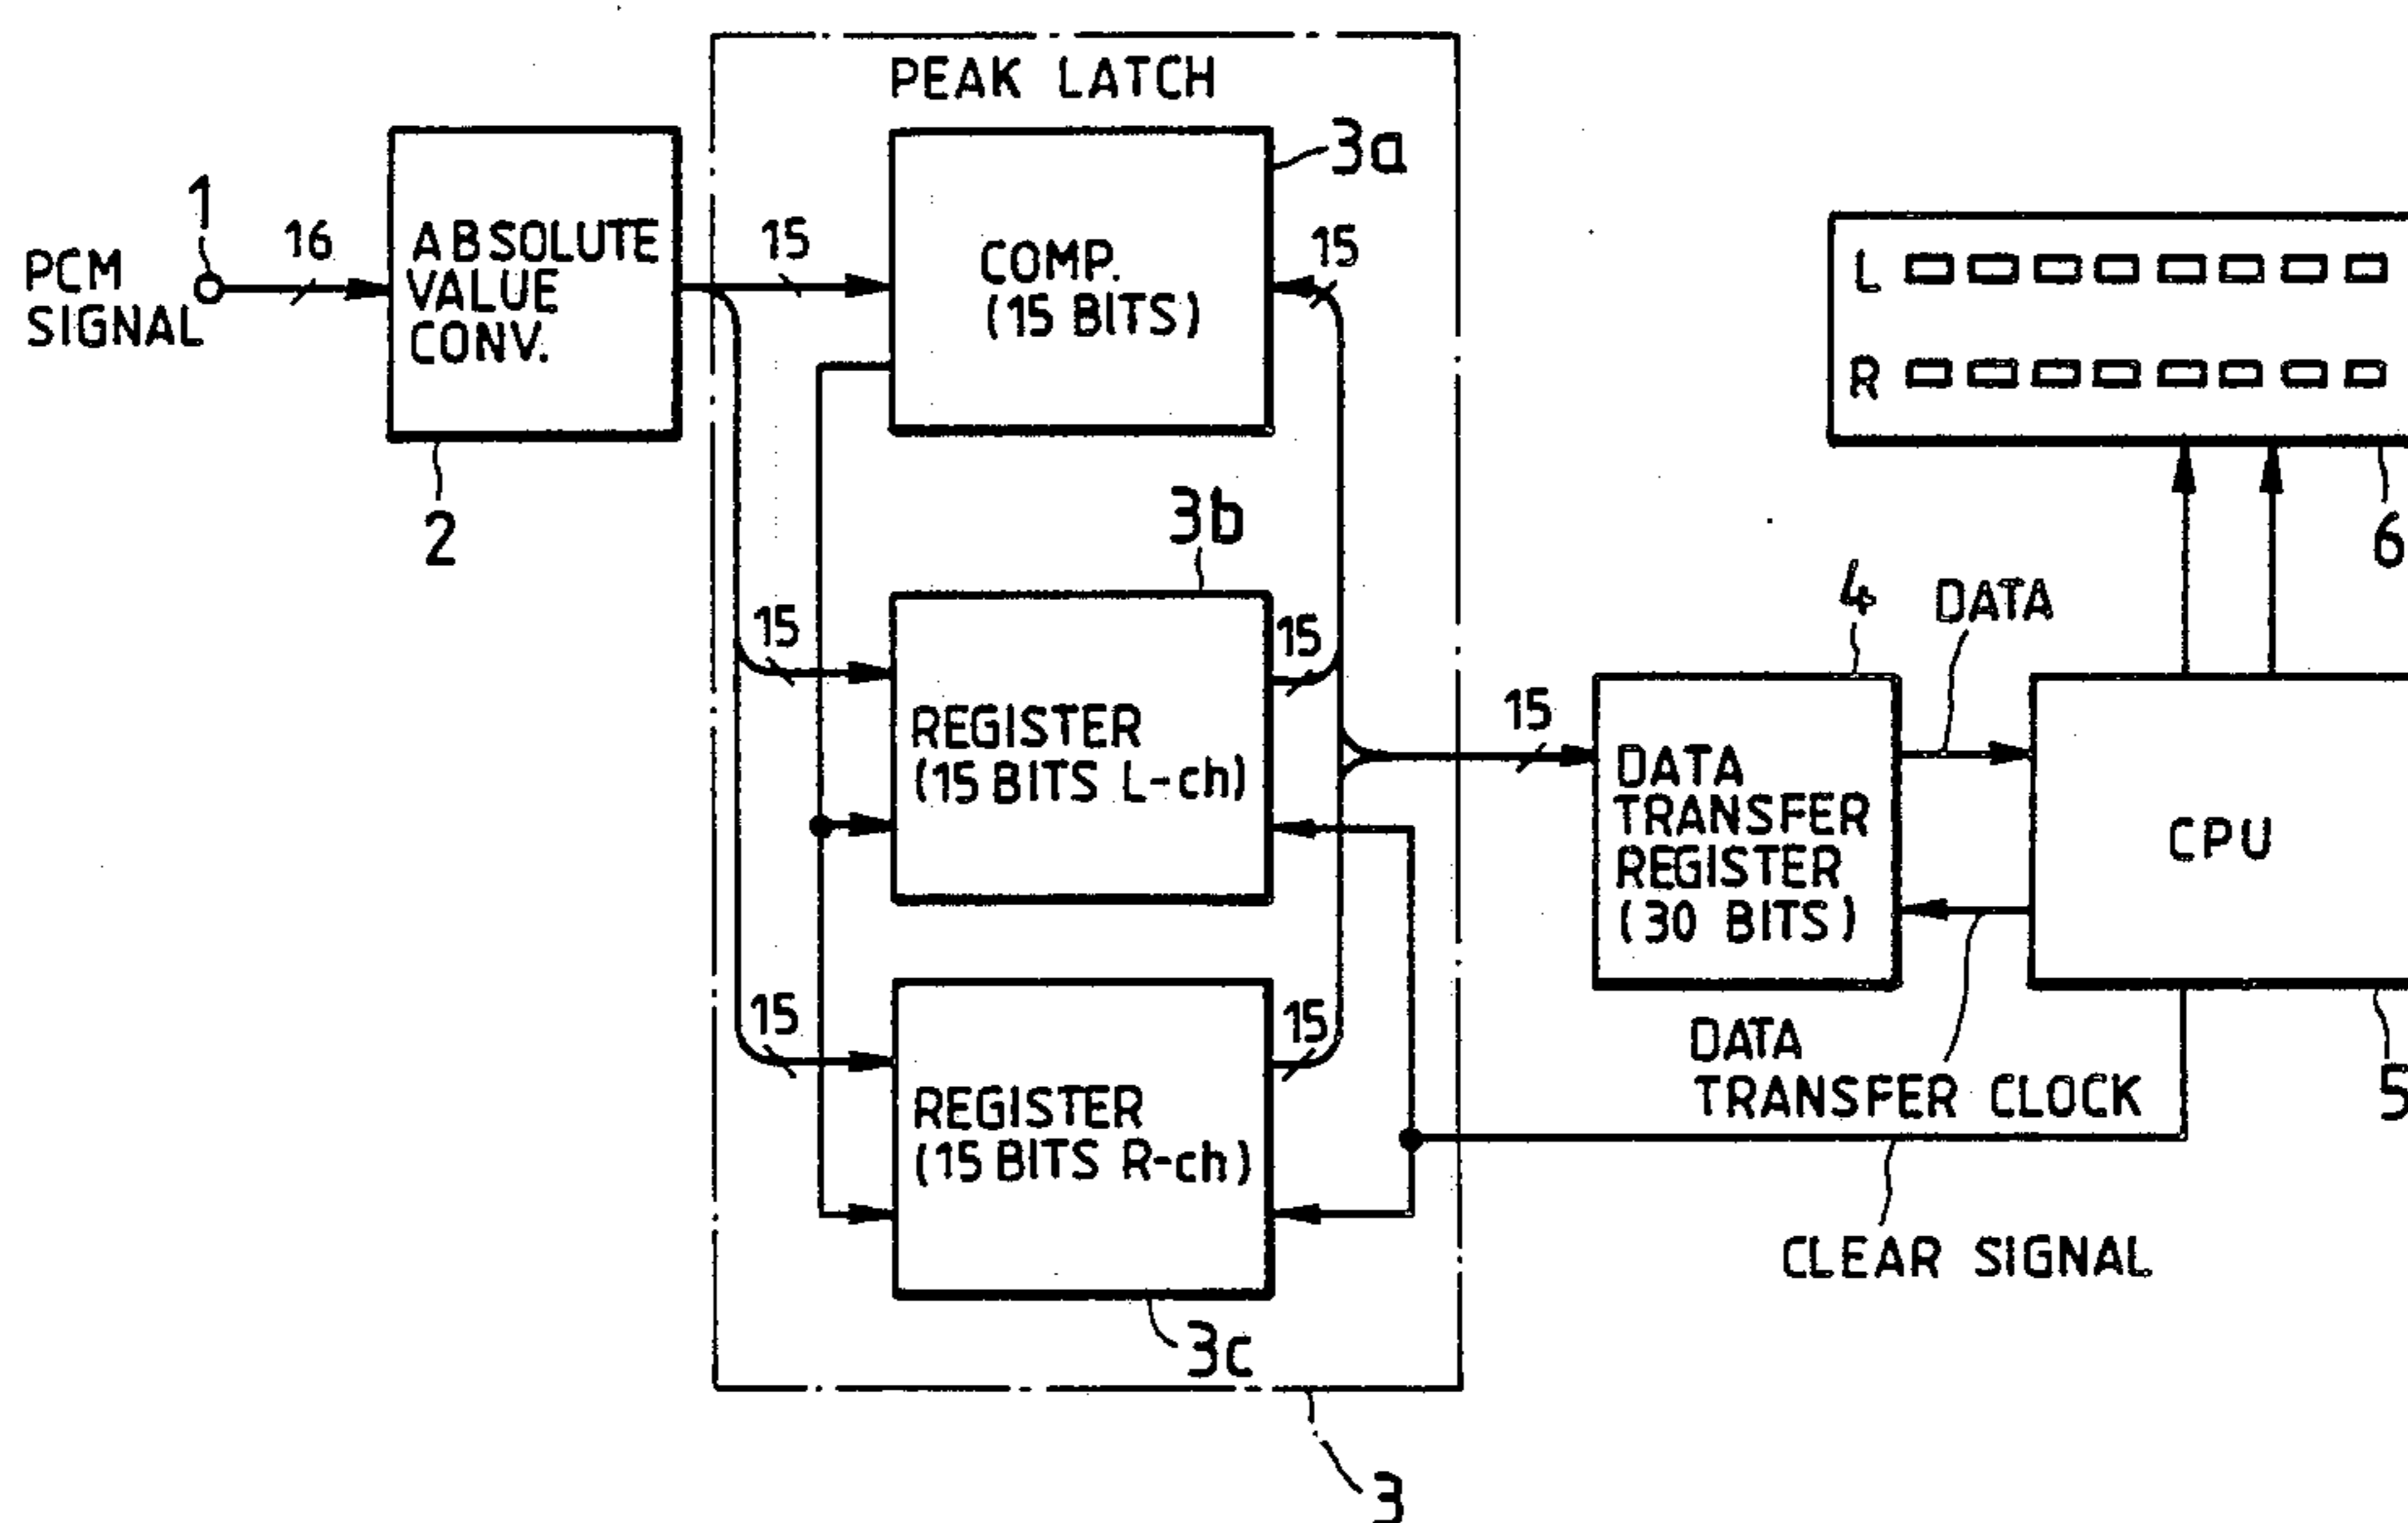 PEAK LATCH
3a
1
PCM
SIGNAL
16
ABSOLUTE
VALUE
CONV.
2
15
COMP.
(15 BITS)
15
L
R
6
3b
15
REGISTER
(15 BITS L-ch)
15
15
4
DATA
DATA
TRANSFER
REGISTER
(30 BITS)
CPU
5
15
REGISTER
(15 BITS R-ch)
15
3c
DATA
TRANSFER CLOCK
CLEAR SIGNAL
3